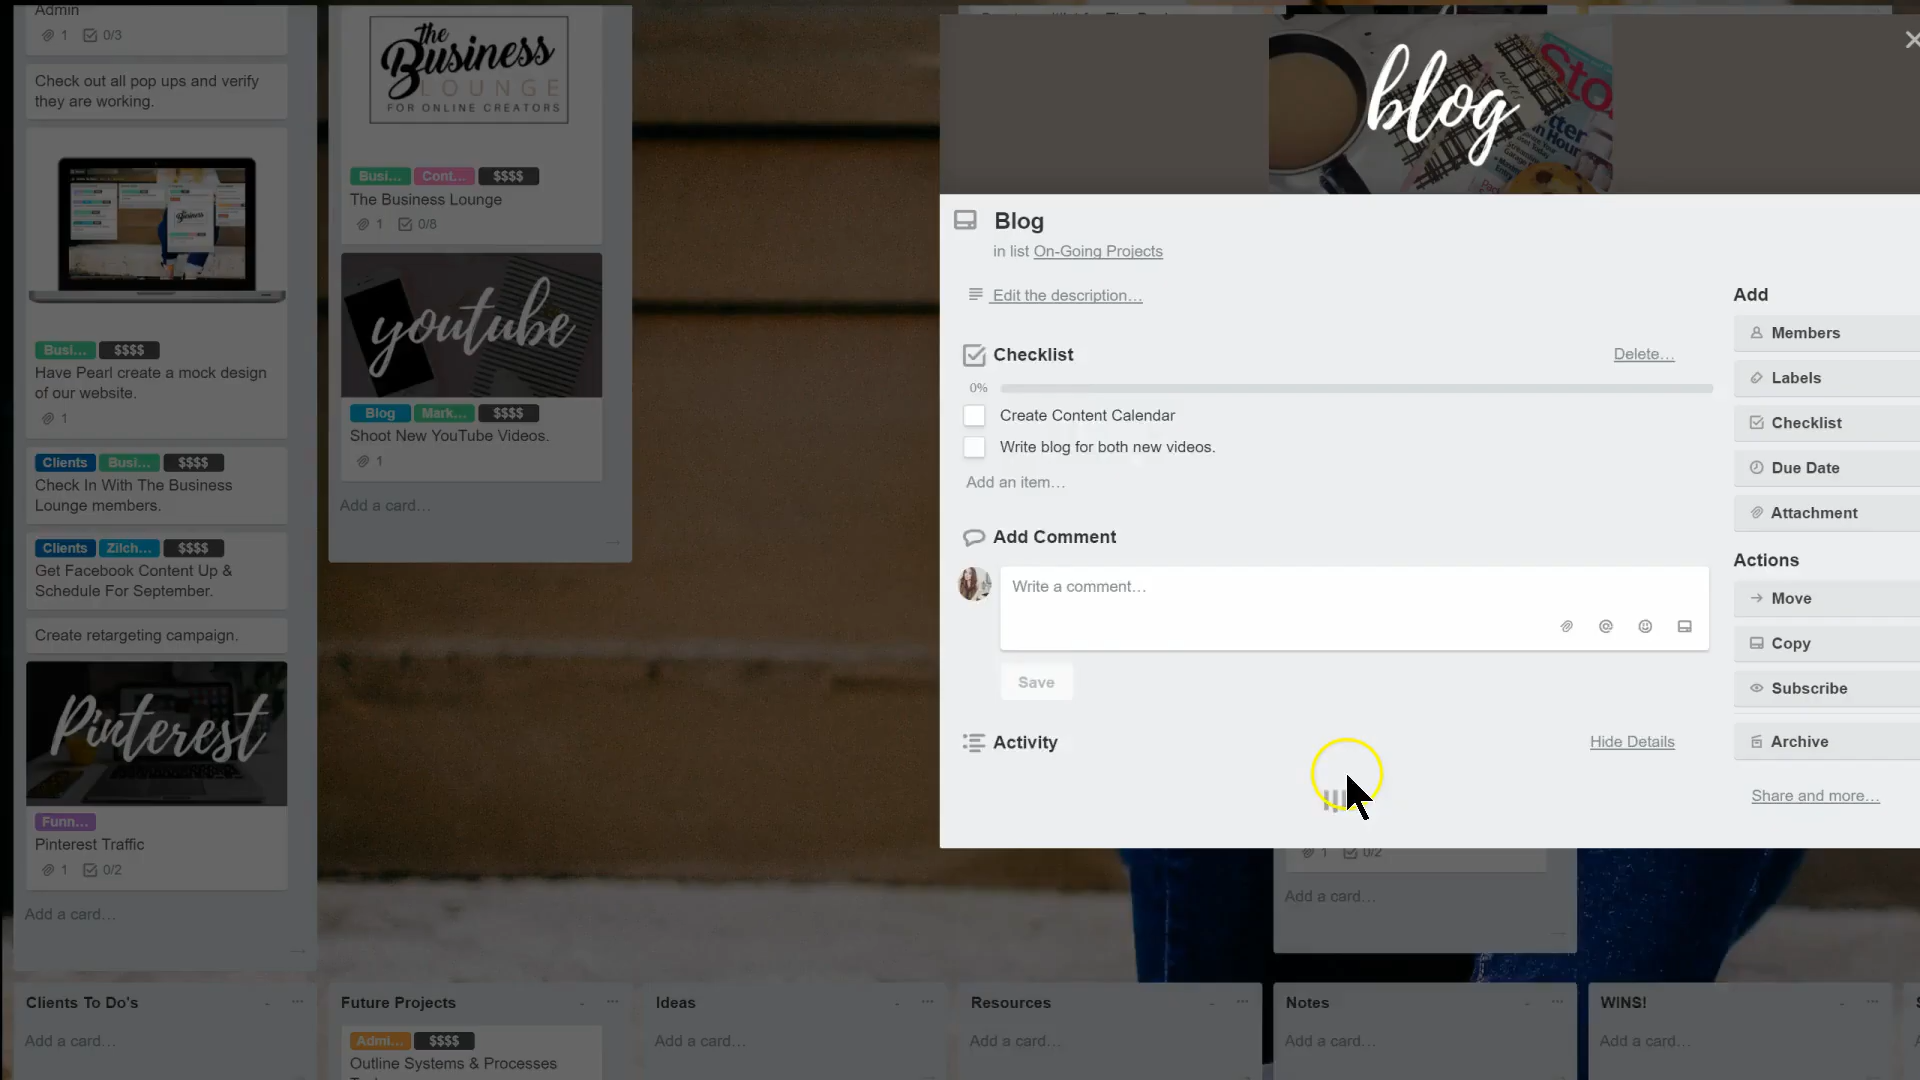 Admin
1 0/3
Check out all pop ups and verify
they are working.
Busi... $$$$
Have Pearl create a mock design
of our website.
1
Clients Busi... $$$$
Check In With The Business
Lounge members.
Clients Zilch... $$$$
Get Facebook Content Up &
Schedule For September.
Create retargeting campaign.
Pinterest
Funn...
Pinterest Traffic
1 0/2
Add a card...
the
Business
LOUNGE
FOR ONLINE CREATORS
Busi... Cont... $$$$
The Business Lounge
1 0/8
youtube
Blog Mark... $$$$
Shoot New YouTube Videos.
1
Add a card...
blog
Blog
in list On-Going Projects
Edit the description...
Checklist
Delete...
0%
Create Content Calendar
Write blog for both new videos.
Add an item...
Add Comment
Write a comment...
Save
Activity
Hide Details
Add
Members
Labels
Checklist
Due Date
Attachment
Actions
Move
Copy
Subscribe
Archive
Share and more...
1 0/2
Add a card...
Clients To Do's
Add a card...
Future Projects
Admi... $$$$
Outline Systems & Processes
Ideas
Add a card...
Resources
Add a card...
Notes
Add a card...
WINS!
Add a card...